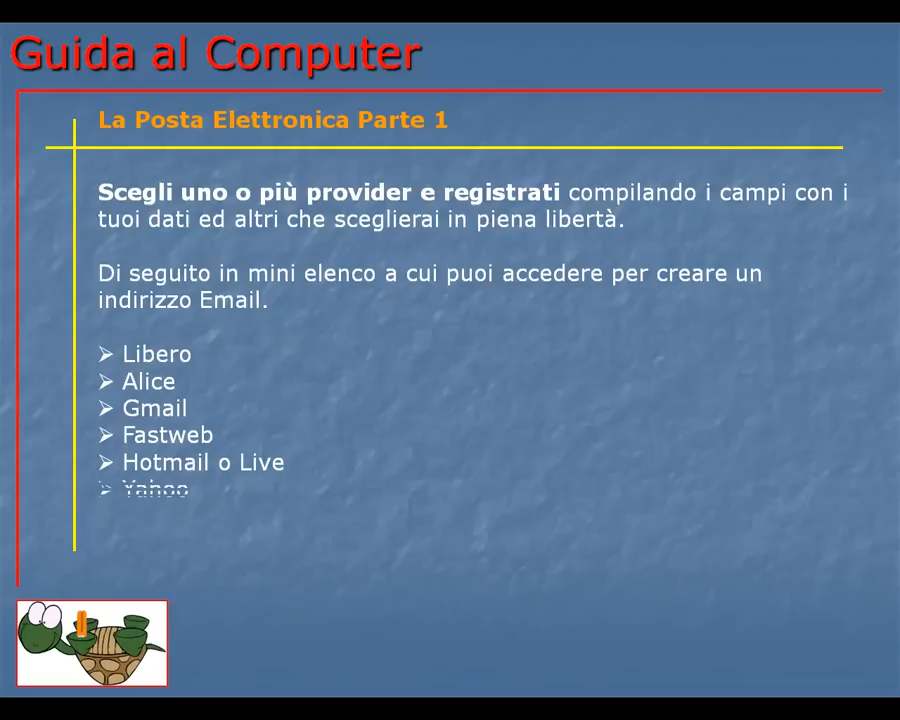 Guida al Computer
La Posta Elettronica Parte 1
Scegli uno o più provider e registrati compilando i campi con i
tuoi dati ed altri che sceglierai in piena libertà.
Di seguito in mini elenco a cui puoi accedere per creare un
indirizzo Email.
➢ Libero
➢ Alice
➢ Gmail
➢ Fastweb
➢ Hotmail o Live
➢ Yahoo